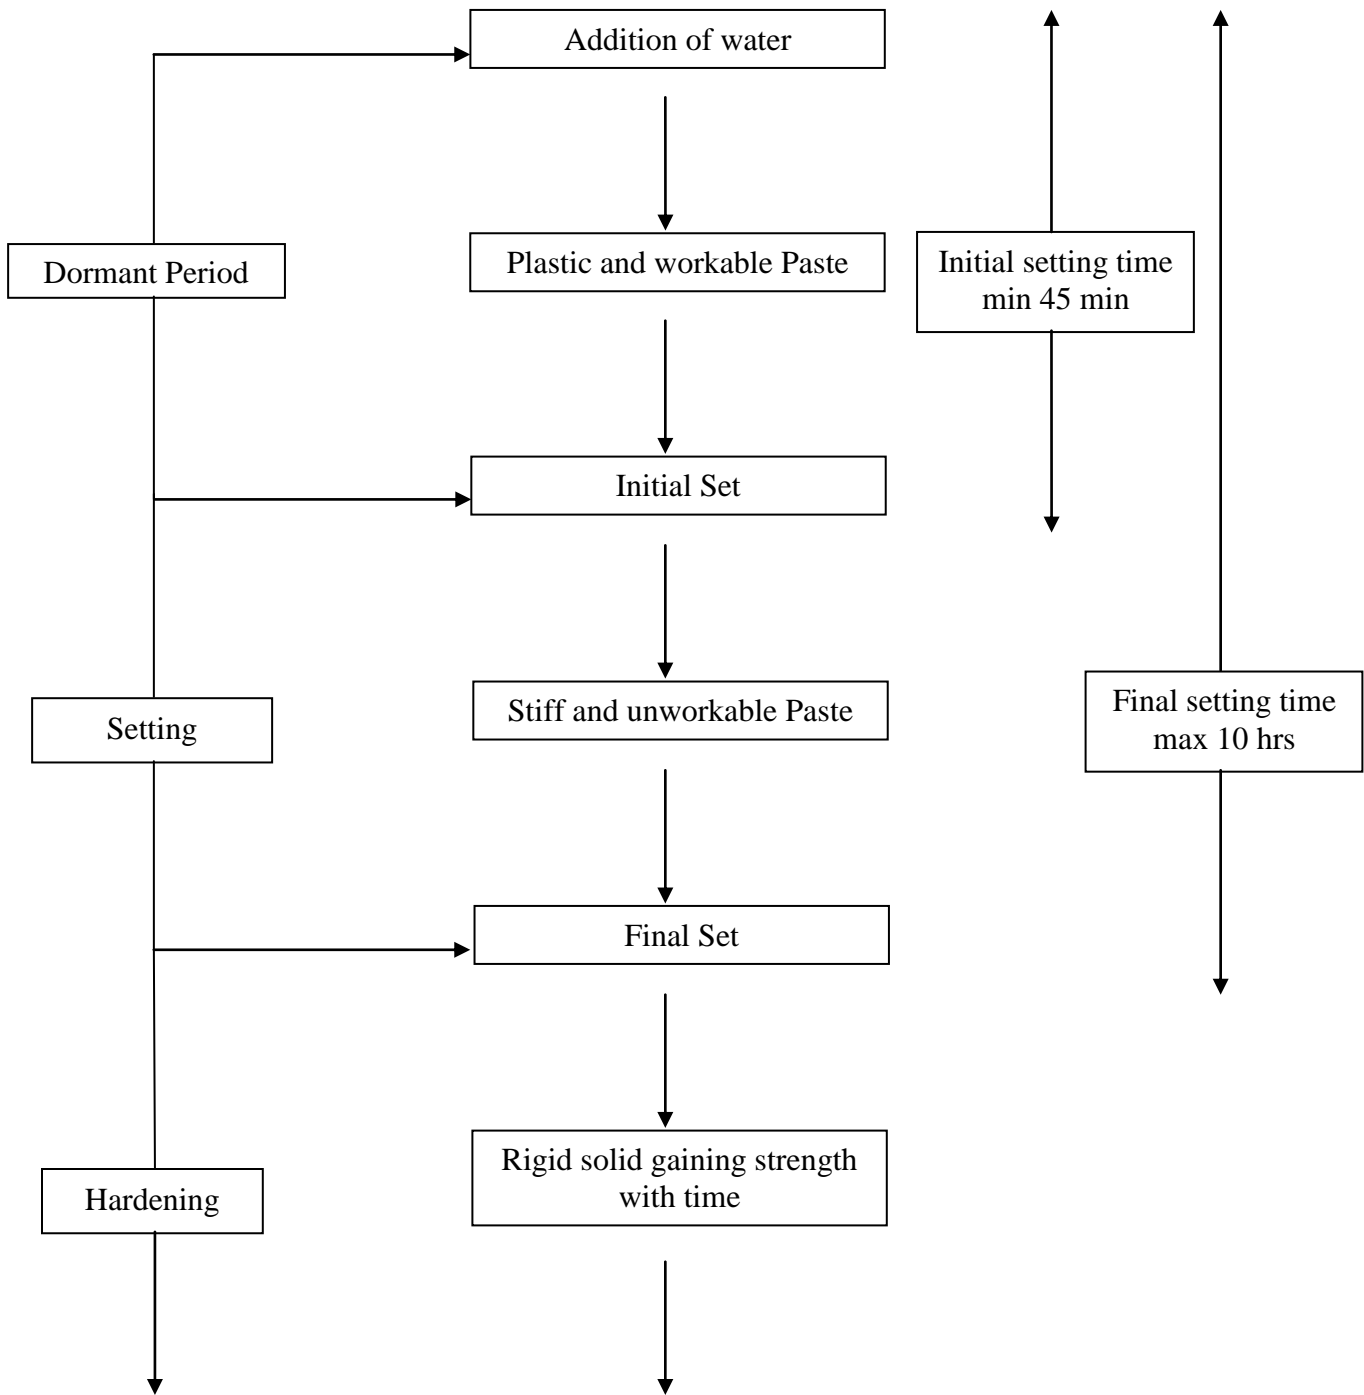 Addition of water
Dormant Period
Plastic and workable Paste
Initial setting time
min 45 min
Initial Set
Setting
Stiff and unworkable Paste
Final setting time
max 10 hrs
Final Set
Hardening
Rigid solid gaining strength
with time